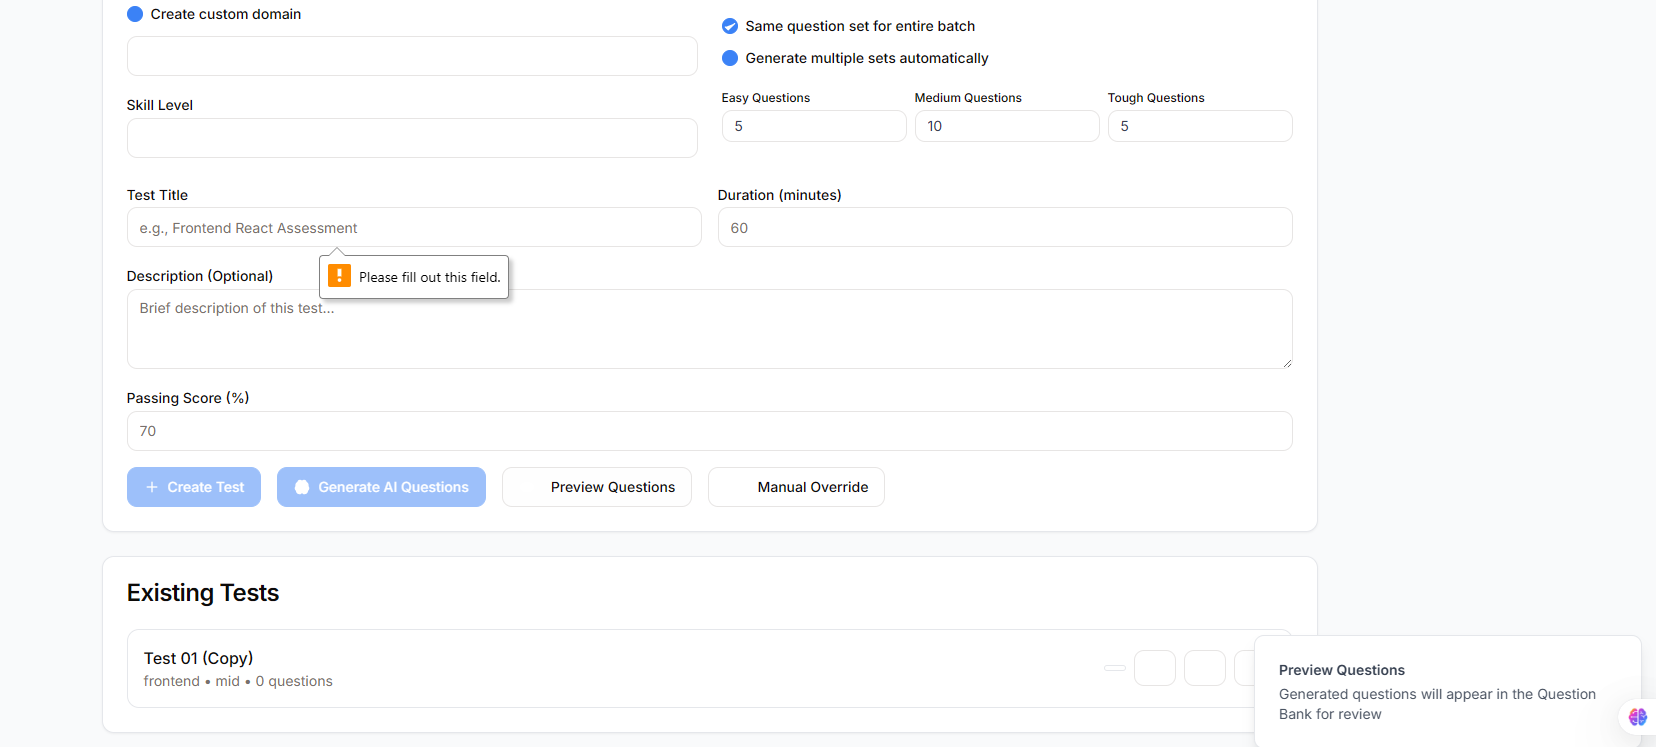 Create custom domain
Same question set for entire batch
Generate multiple sets automatically
Skill Level
Easy Questions
Medium Questions
Tough Questions
5
10
5
Test Title
Duration (minutes)
e.g., Frontend React Assessment
60
Please fill out this field.
Description (Optional)
Brief description of this test...
Passing Score (%)
70
Create Test
Generate AI Questions
Preview Questions
Manual Override
Existing Tests
Test 01 (Copy)
frontend • mid • 0 questions
Preview Questions
Generated questions will appear in the Question
Bank for review